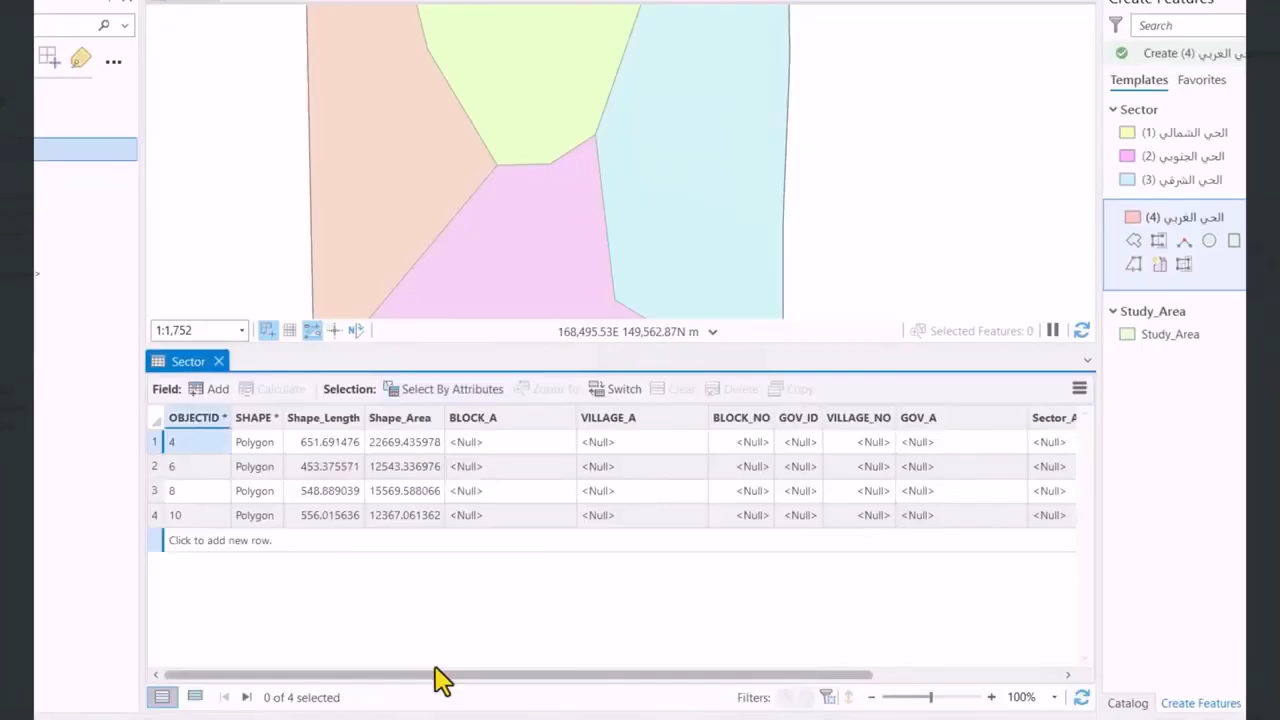 Create Features
Search
Create (4) الحي الغربي
Templates Favorites
Sector
(1) الحي الشمالي
(2) الحي الجنوبي
(3) الحي الشرقي
(4) الحي الغربي
Study_Area
Study_Area
1:1,752
168,495.53E 149,562.87N m
Selected Features: 0
Sector
Field: Add Calculate Selection: Select By Attributes Zoom To Switch Clear Delete Copy
OBJECTID * SHAPE * Shape_Length Shape_Area BLOCK_A VILLAGE_A BLOCK_NO GOV_ID VILLAGE_NO GOV_A Sector_A
1 4 Polygon 651.691476 22669.435978 <Null> <Null> <Null> <Null> <Null> <Null> <Null>
2 6 Polygon 453.375571 12543.336976 <Null> <Null> <Null> <Null> <Null> <Null> <Null>
3 8 Polygon 548.889039 15569.588066 <Null> <Null> <Null> <Null> <Null> <Null> <Null>
4 10 Polygon 556.015636 12367.061362 <Null> <Null> <Null> <Null> <Null> <Null> <Null>
Click to add new row.
0 of 4 selected
Filters:
100%
Catalog Create Features